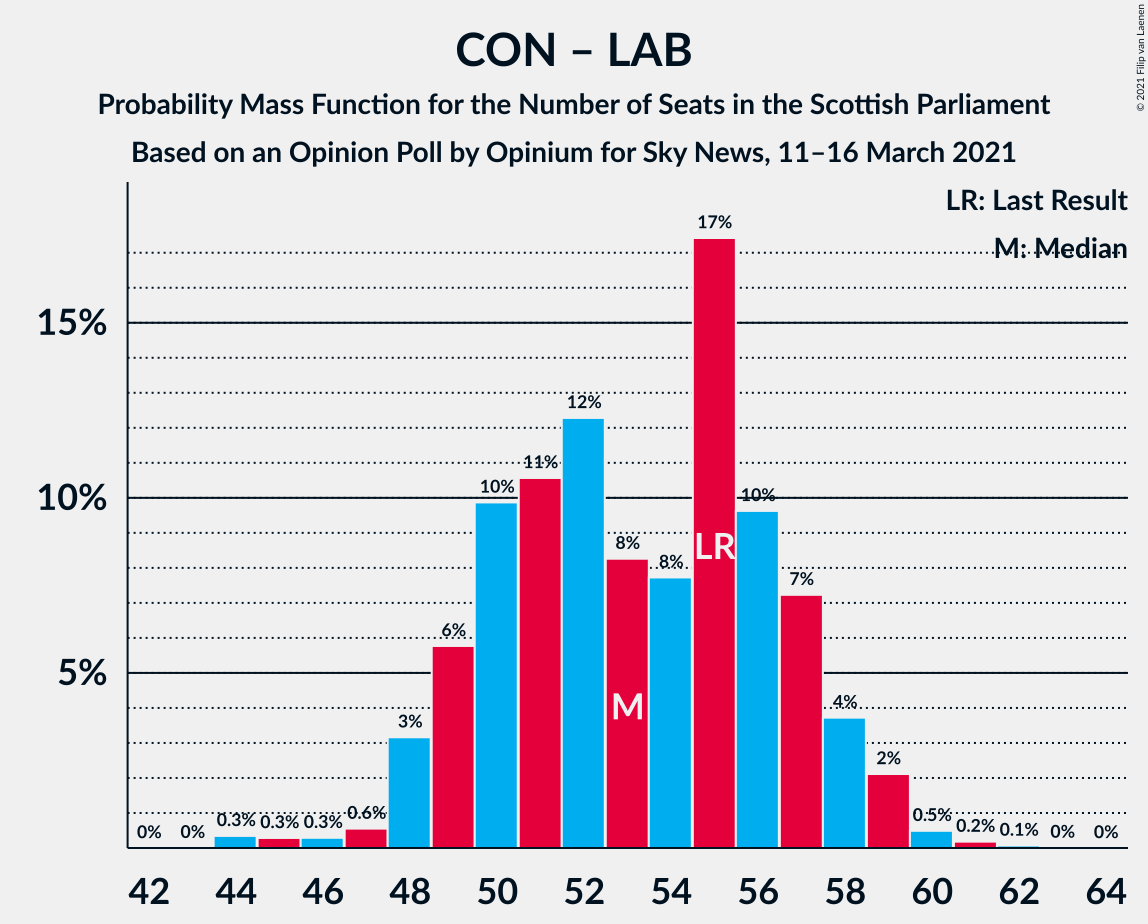 CON – LAB
Probability Mass Function for the Number of Seats in the Scottish Parliament
Based on an Opinion Poll by Opinium for Sky News, 11–16 March 2021
© 2021 Filip van Laenen
LR: Last Result
M: Median
15%
10%
5%
0%
0%
0.3%
0.3%
0.3%
0.6%
3%
6%
10%
11%
12%
8%
8%
17%
10%
7%
4%
2%
0.5%
0.2%
0.1%
0%
0%
LR
M
42 44 46 48 50 52 54 56 58 60 62 64